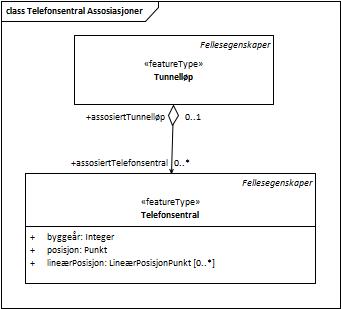 class Telefonsentral Assosiasjoner
Fellesegenskaper
«featureType»
Tunnelløp
+assosiertTunnelløp 0..1
+assosiertTelefonsentral 0..*
Fellesegenskaper
«featureType»
Telefonsentral
+ byggeår: Integer
+ posisjon: Punkt
+ lineærPosisjon: LineærPosisjonPunkt [0..*]